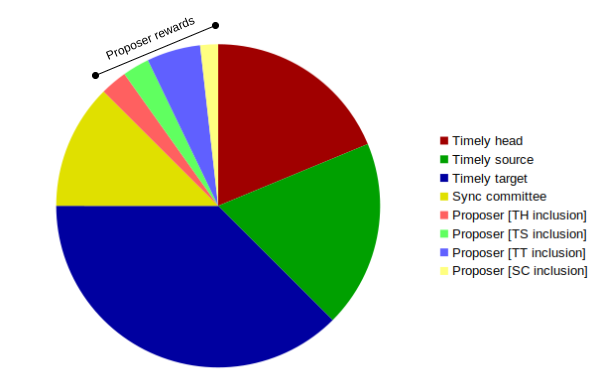 Proposer rewards
Timely head
Timely source
Timely target
Sync committee
Proposer [TH inclusion]
Proposer [TS inclusion]
Proposer [TT inclusion]
Proposer [SC inclusion]